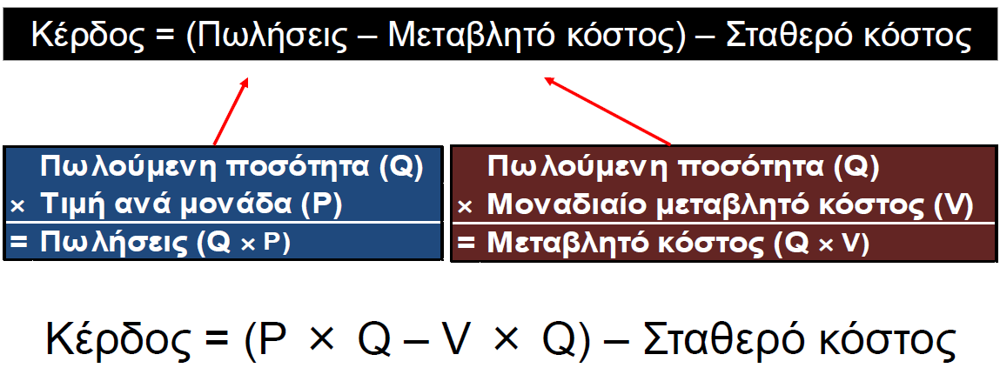 Κέρδος = (Πωλήσεις – Μεταβλητό κόστος) – Σταθερό κόστος
Πωλούμενη ποσότητα (Q)
× Τιμή ανά μονάδα (P)
= Πωλήσεις (Q × P)
Πωλούμενη ποσότητα (Q)
× Μοναδιαίο μεταβλητό κόστος (V)
= Μεταβλητό κόστος (Q × V)
Κέρδος = (P × Q – V × Q) – Σταθερό κόστος